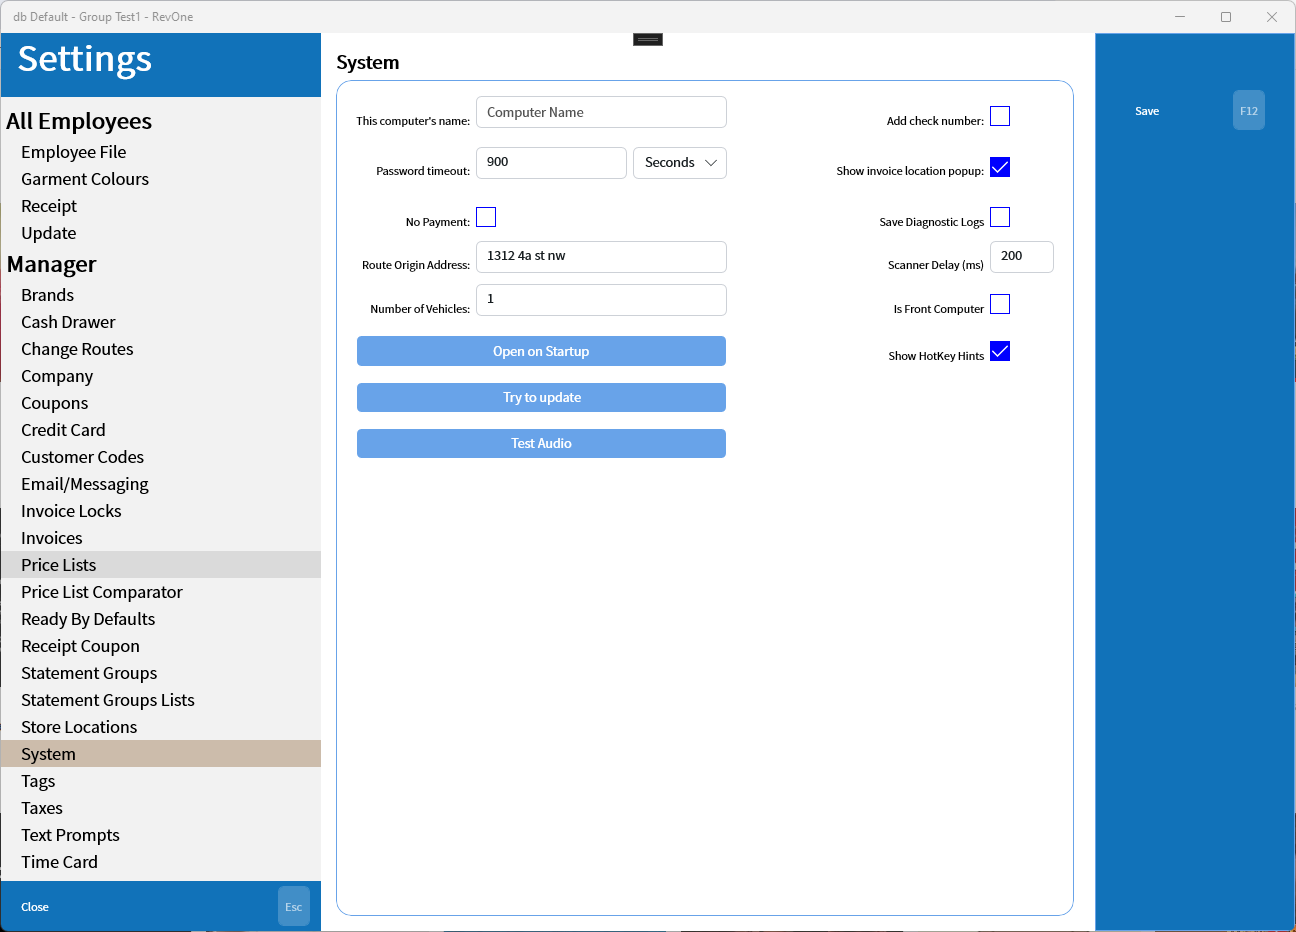 db Default - Group Test1 - RevOne
Settings
All Employees
Employee File
Garment Colours
Receipt
Update
Manager
Brands
Cash Drawer
Change Routes
Company
Coupons
Credit Card
Customer Codes
Email/Messaging
Invoice Locks
Invoices
Price Lists
Price List Comparator
Ready By Defaults
Receipt Coupon
Statement Groups
Statement Groups Lists
Store Locations
System
Tags
Taxes
Text Prompts
Time Card
Close Esc
System
This computer's name: Computer Name
Password timeout: 900 Seconds
No Payment:
Route Origin Address: 1312 4a st nw
Number of Vehicles: 1
Open on Startup
Try to update
Test Audio
Add check number:
Show invoice location popup:
Save Diagnostic Logs
Scanner Delay (ms) 200
Is Front Computer
Show HotKey Hints
Save F12